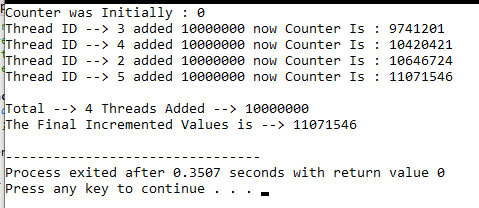 Counter was Initially : 0
Thread ID --> 3 added 10000000 now Counter Is : 9741201
Thread ID --> 4 added 10000000 now Counter Is : 10420421
Thread ID --> 2 added 10000000 now Counter Is : 10646724
Thread ID --> 5 added 10000000 now Counter Is : 11071546
Total --> 4 Threads Added --> 10000000
The Final Incremented Values is --> 11071546
--------------------------------
Process exited after 0.3507 seconds with return value 0
Press any key to continue . . .